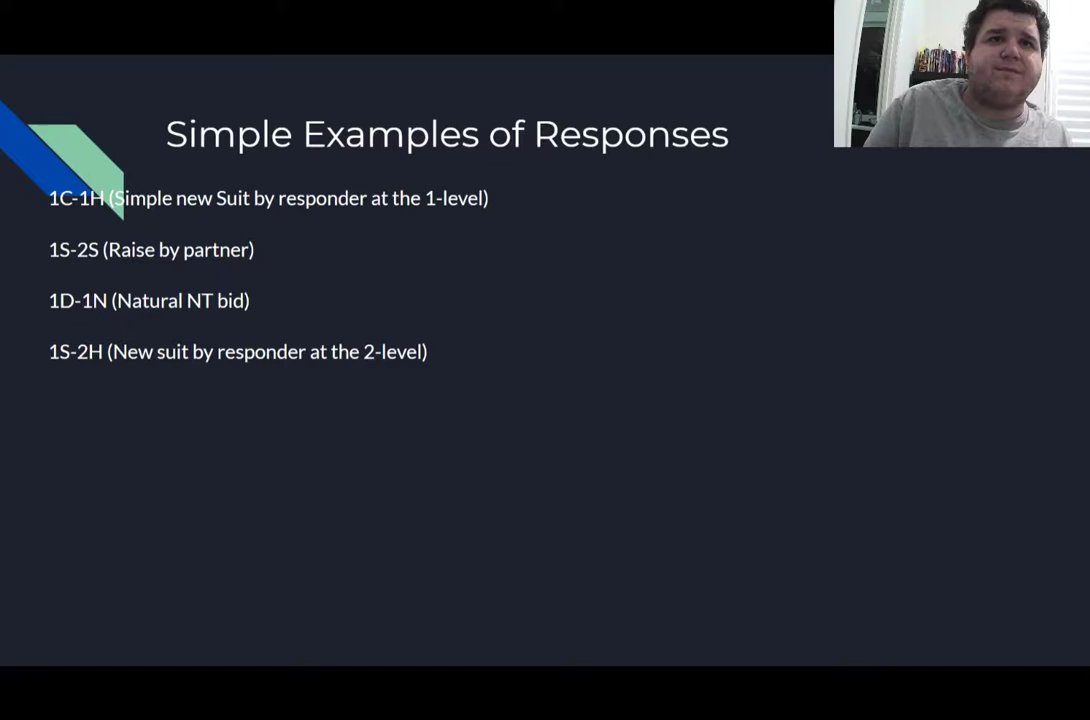 Simple Examples of Responses
1C-1H (Simple new Suit by responder at the 1-level)
1S-2S (Raise by partner)
1D-1N (Natural NT bid)
1S-2H (New suit by responder at the 2-level)